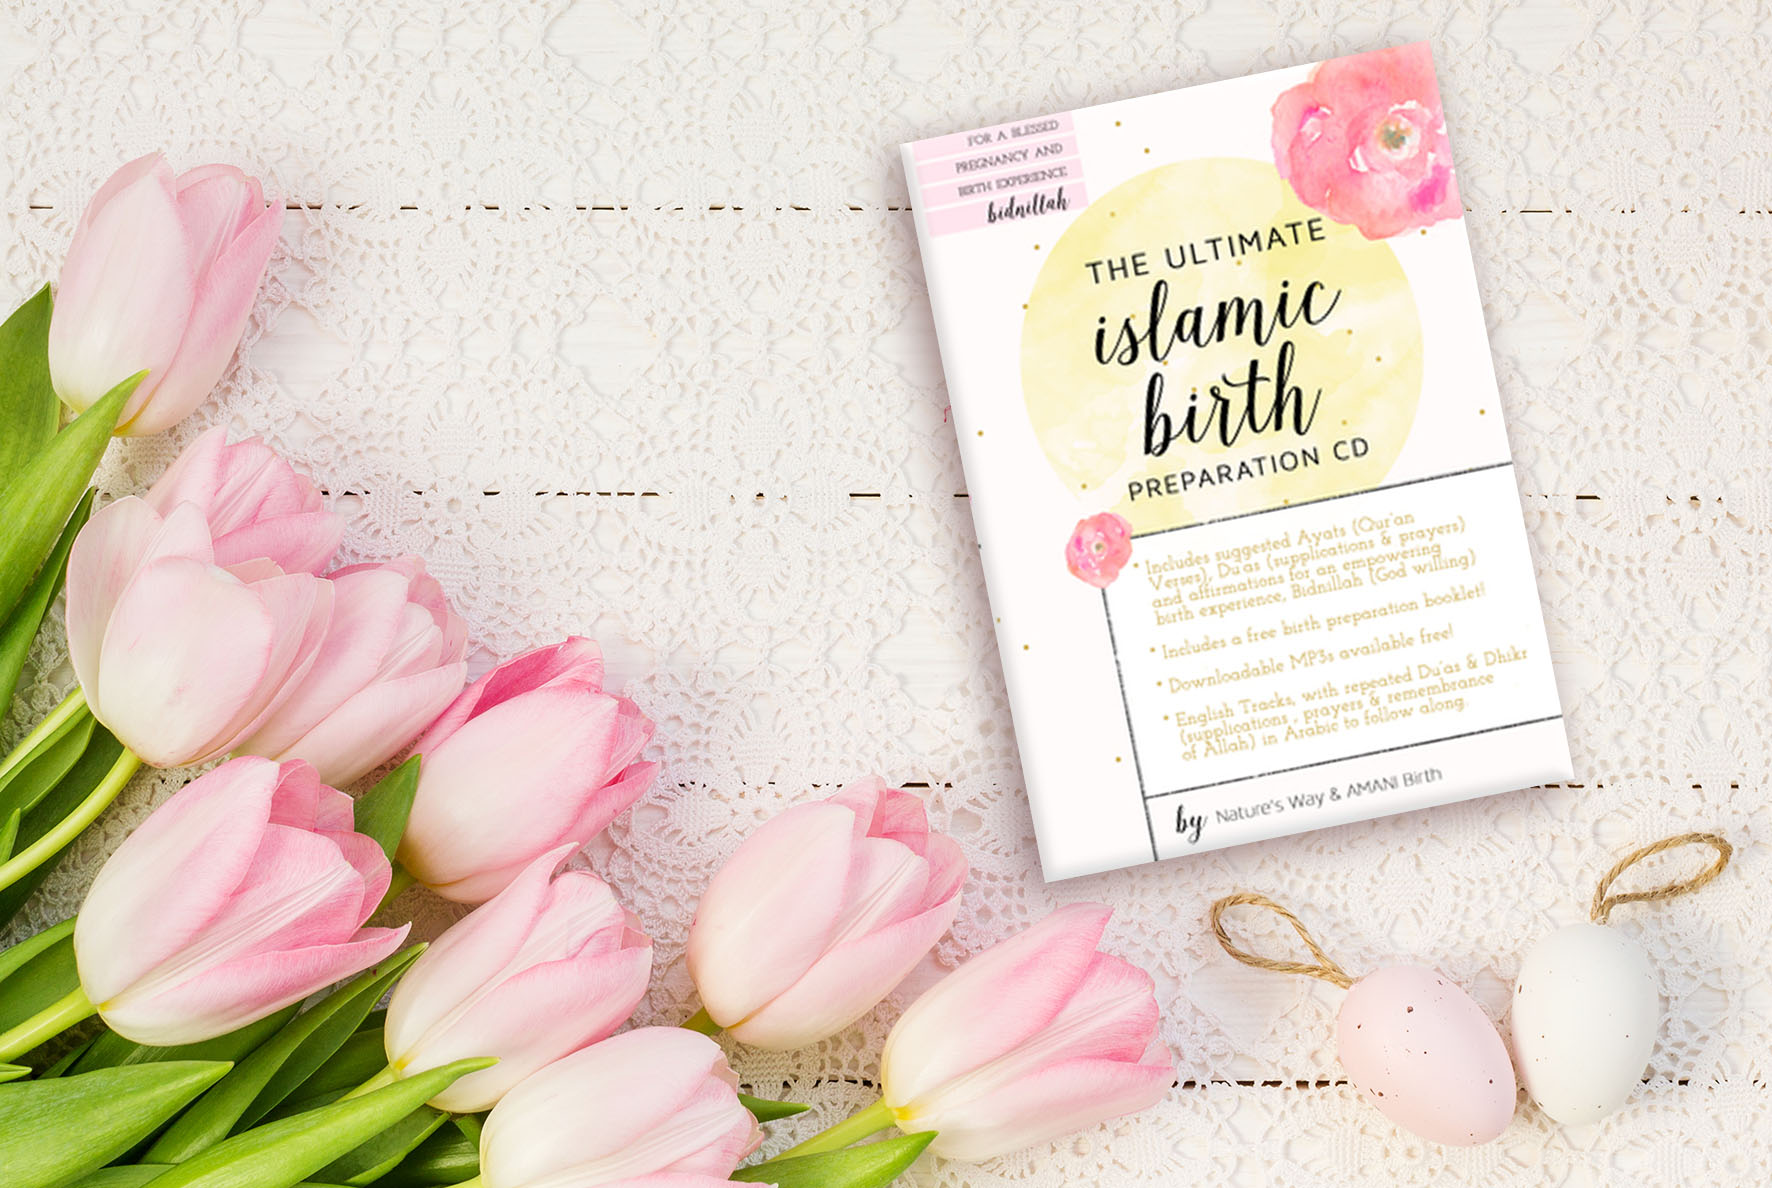 FOR A BLESSED
PREGNANCY AND
BIRTH EXPERIENCE
bidnillah
THE ULTIMATE
islamic
birth
PREPARATION CD
• Includes suggested Ayats (Qur'an
Verses), Du'as (supplications & prayers)
and affirmations for an empowering
birth experience, Bidnillah (God willing)
• Includes a free birth preparation booklet!
• Downloadable MP3s available free!
• English Tracks, with repeated Du'as & Dhikr
(supplications , prayers & remembrance
of Allah) in Arabic to follow along.
by Nature's Way & AMANI Birth